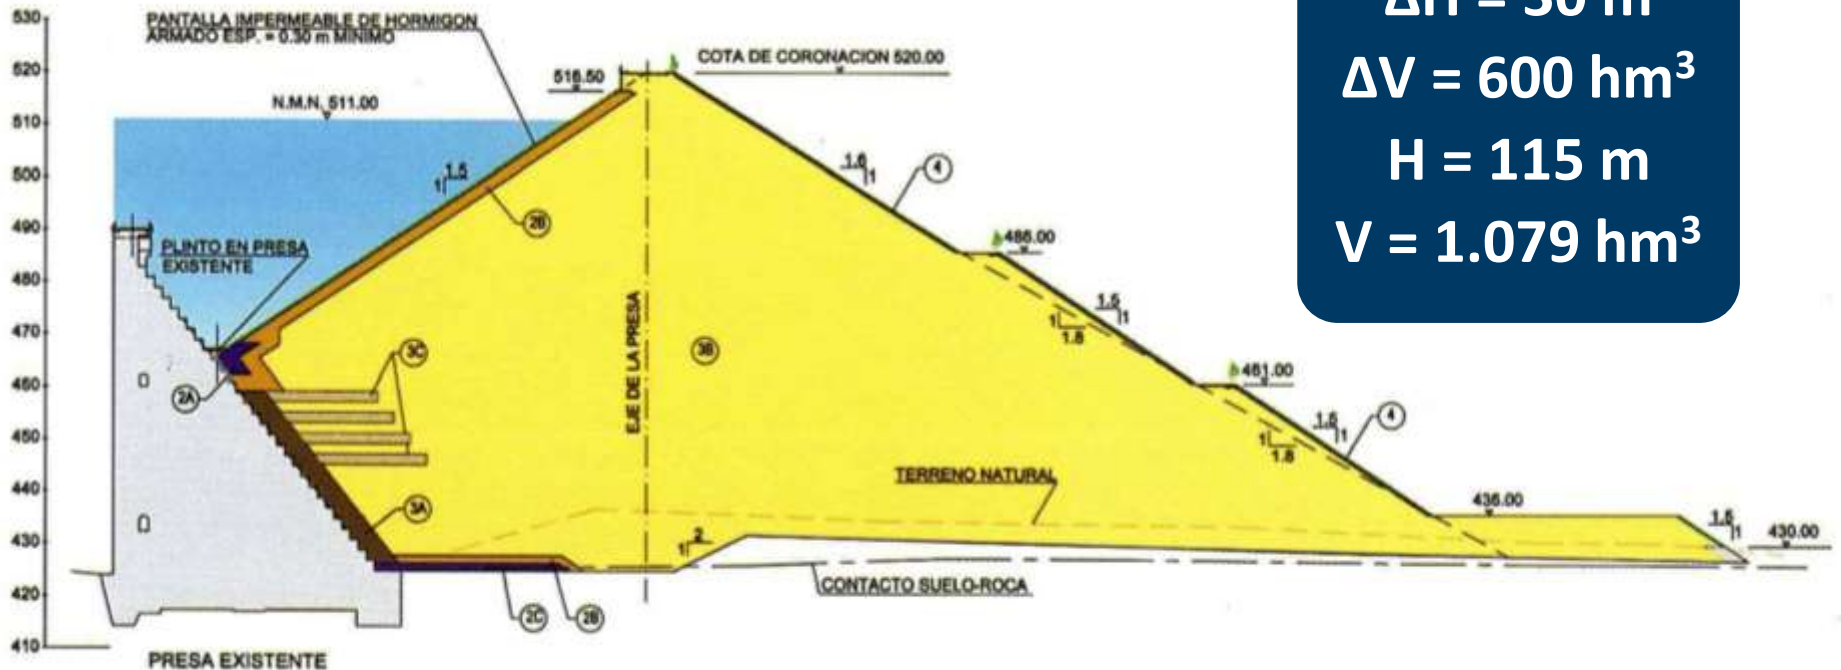 530
520
510
500
490
480
470
460
450
440
430
420
410
PANTALLA IMPERMEABLE DE HORMIGON
ARMADO ESP. = 0.30 m MINIMO
516.50
COTA DE CORONACION 520.00
N.M.N. 511.00
ΔH = 30 m
ΔV = 600 hm³
H = 115 m
V = 1.079 hm³
1
1.5
2B
1.6
1
4
PLINTO EN PRESA
EXISTENTE
EJE DE LA PRESA
b
b 486.00
1.5
1
1
1.8
3C
3B
2A
b 461.00
1.5
1
1
1.8
4
TERRENO NATURAL
3A
436.00
1.5
1
430.00
1
2
CONTACTO SUELO-ROCA
2C
2B
PRESA EXISTENTE